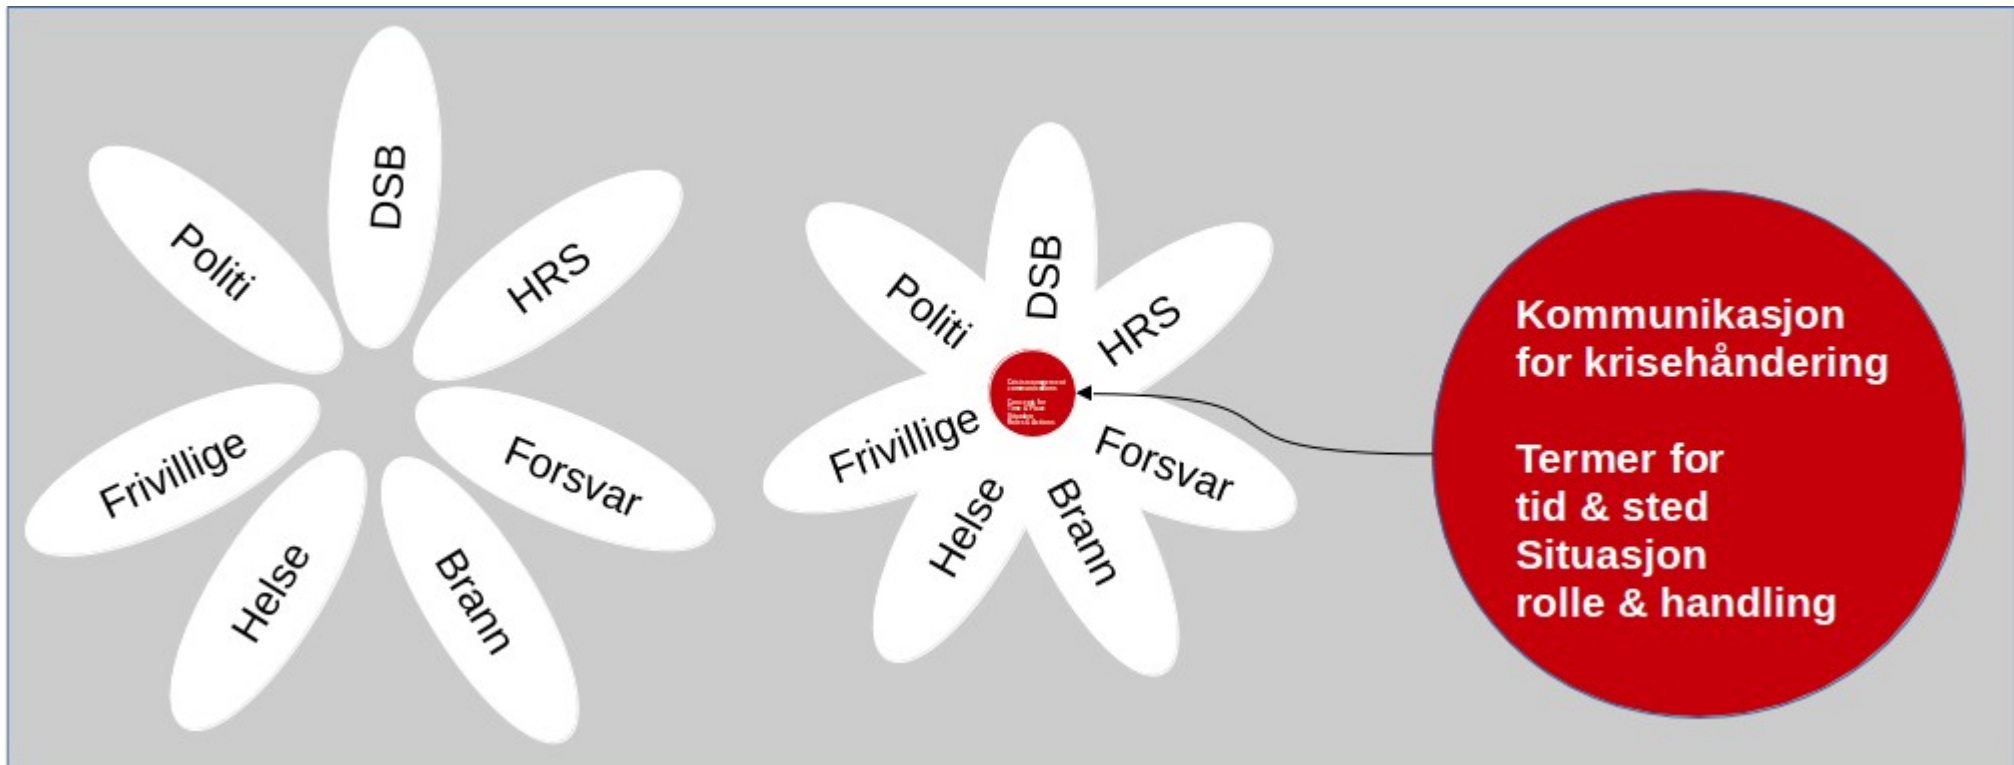 DSB
Politi
HRS
Frivillige
Forsvar
Helse
Brann
DSB
Politi
HRS
Frivillige
Forsvar
Helse
Brann
Kommunikasjon
for krisehåndering
Termer for
tid & sted
Situasjon
rolle & handling